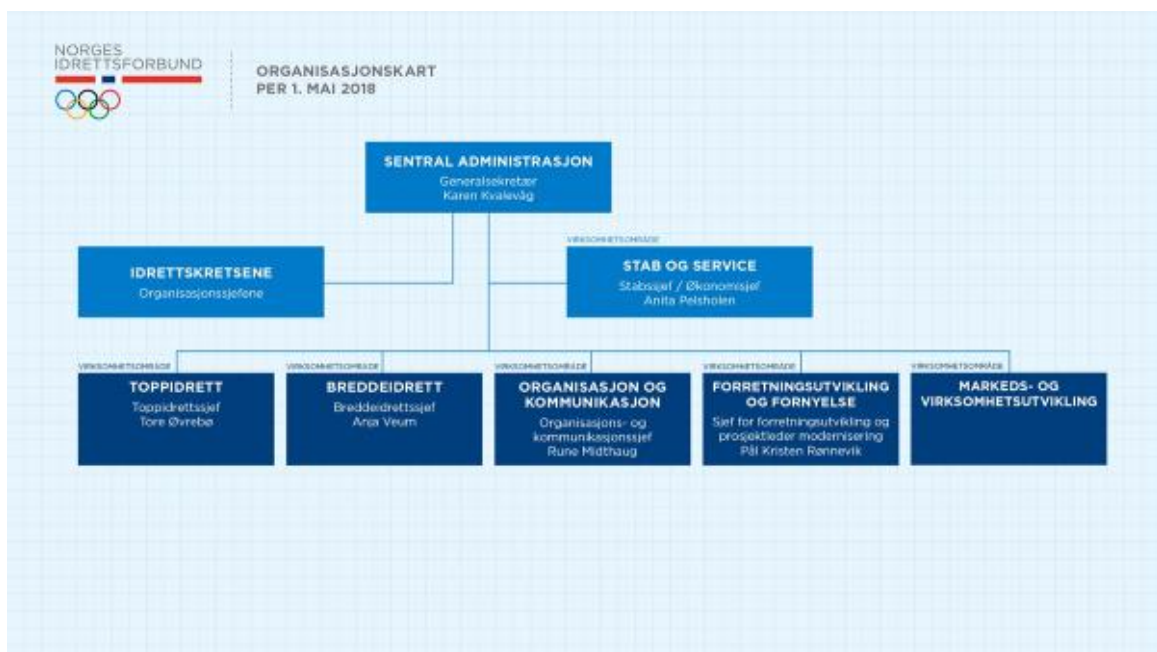 NORGES
IDRETTSFORBUND
ORGANISASJONSKART
PER 1. MAI 2018
SENTRAL ADMINISTRASJON
Generalsekretær
Karen Kvalevåg
IDRETTSKRETSENE
Organisasjonssjefene
VIRKSOMHETSOMRÅDE
STAB OG SERVICE
Stabssjef / Økonomisjef
Anita Pelsholen
VIRKSOMHETSOMRÅDE
TOPPIDRETT
Toppidrettssjef
Tore Øvrebø
VIRKSOMHETSOMRÅDE
BREDDEIDRETT
Breddeidrettssjef
Anja Veum
VIRKSOMHETSOMRÅDE
ORGANISASJON OG
KOMMUNIKASJON
Organisasjons- og
kommunikasjonssjef
Rune Midthaug
VIRKSOMHETSOMRÅDE
FORRETNINGSUTVIKLING
OG FORNYELSE
Sjef for forretningsutvikling og
prosjektleder modernisering
Pål Kristen Rønnevik
VIRKSOMHETSOMRÅDE
MARKEDS- OG
VIRKSOMHETSUTVIKLING